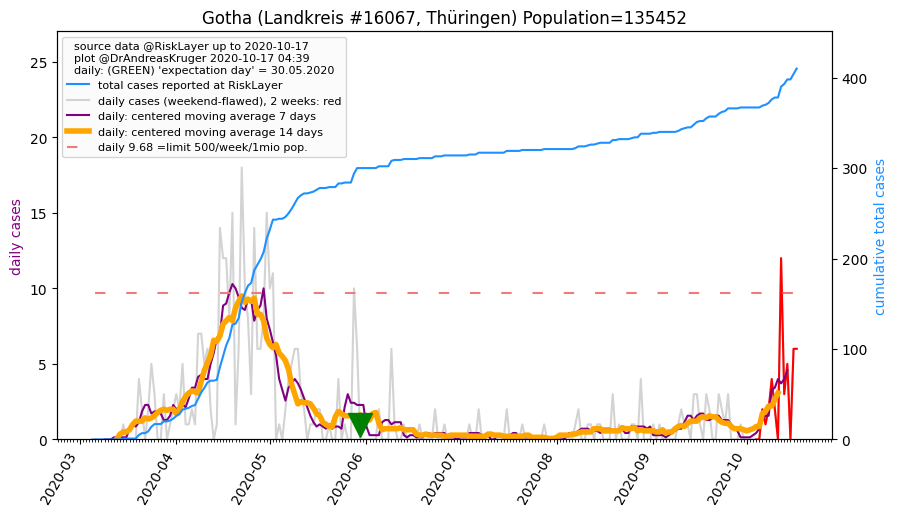 Gotha (Landkreis #16067, Thüringen) Population=135452
source data @RiskLayer up to 2020-10-17
plot @DrAndreasKruger 2020-10-17 04:39
daily: (GREEN) 'expectation day' = 30.05.2020
total cases reported at RiskLayer
daily cases (weekend-flawed), 2 weeks: red
daily: centered moving average 7 days
daily: centered moving average 14 days
daily 9.68 =limit 500/week/1mio pop.
daily cases
25
20
15
10
5
0
cumulative total cases
400
300
200
100
0
2020-03
2020-04
2020-05
2020-06
2020-07
2020-08
2020-09
2020-10